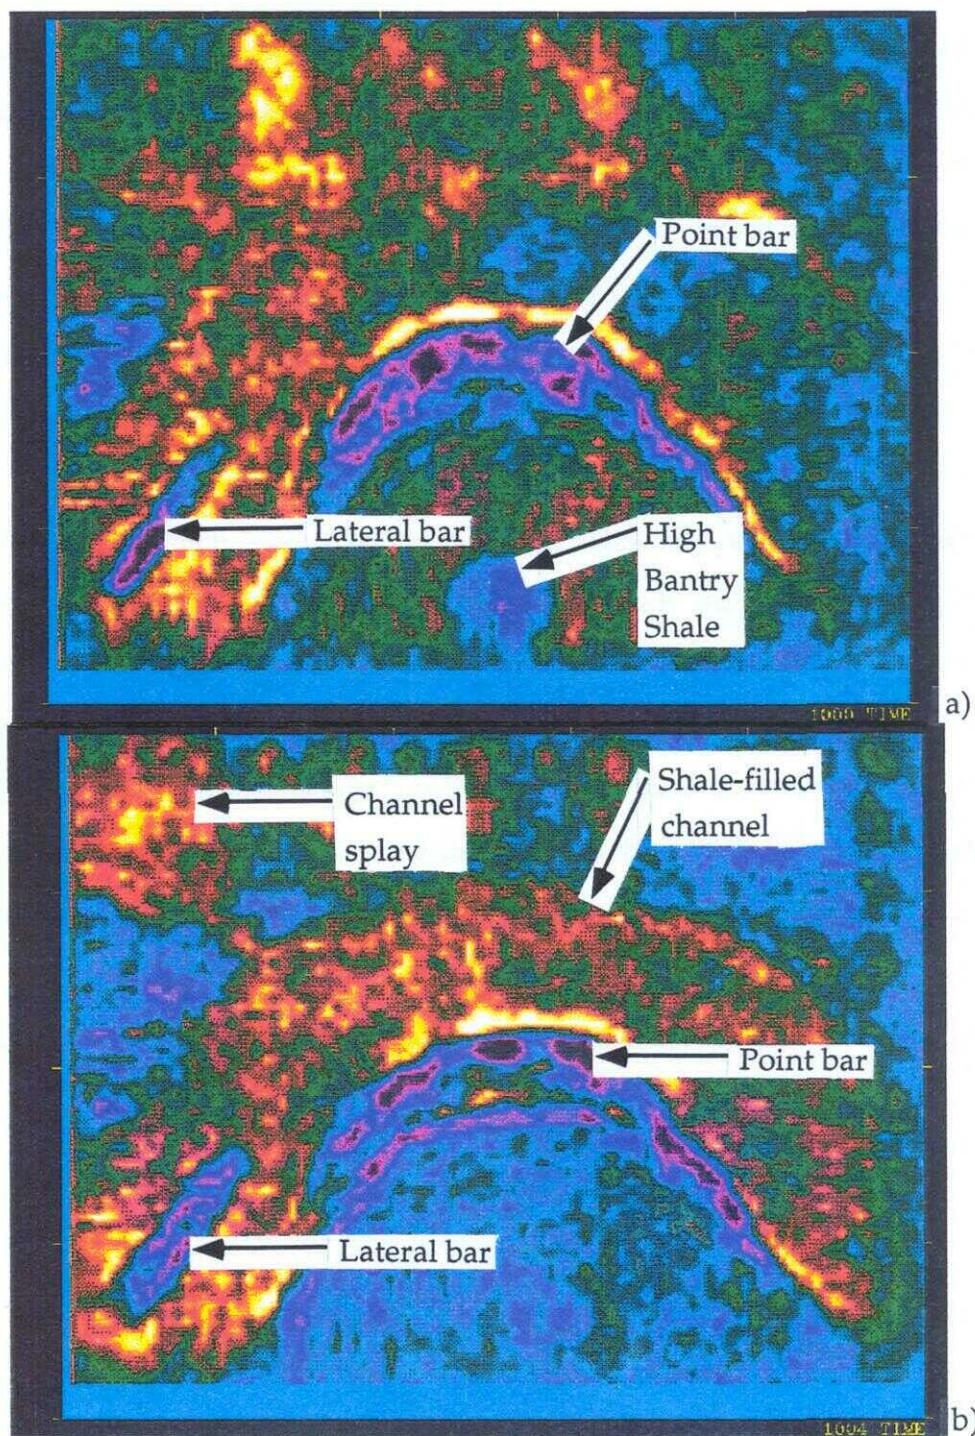 Point bar
Lateral bar
High
Bantry
Shale
a)
1000 TIME
Channel
splay
Shale-filled
channel
Point bar
Lateral bar
b)
1004 TIME